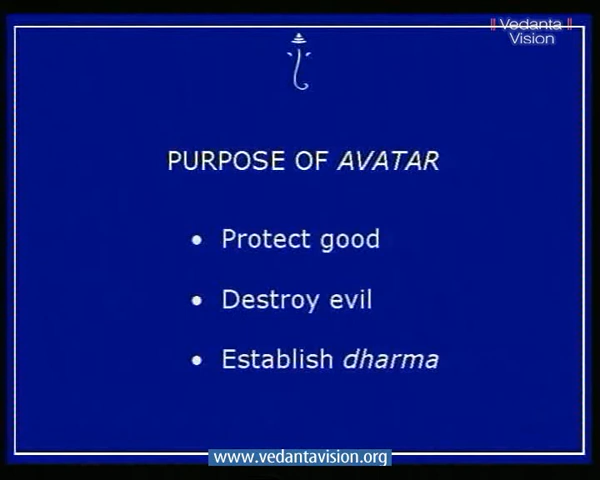 || Vedanta ||
Vision
PURPOSE OF AVATAR
• Protect good
• Destroy evil
• Establish dharma
www.vedantavision.org